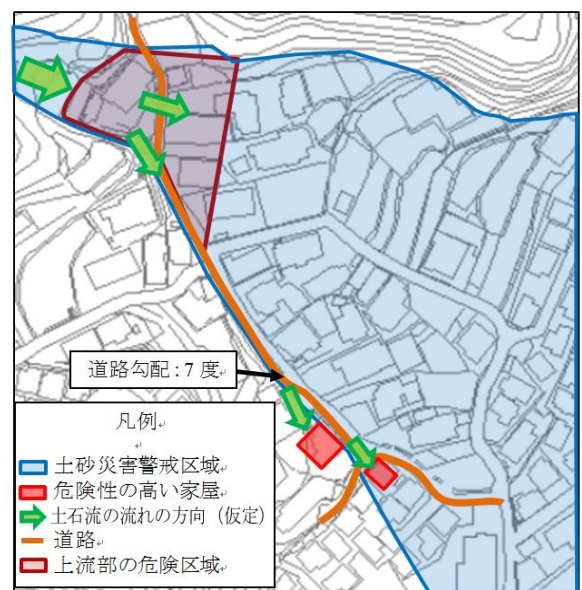 道路勾配：7度
凡例
土砂災害警戒区域
危険性の高い家屋
土石流の流れの方向（仮定）
道路
上流部の危険区域